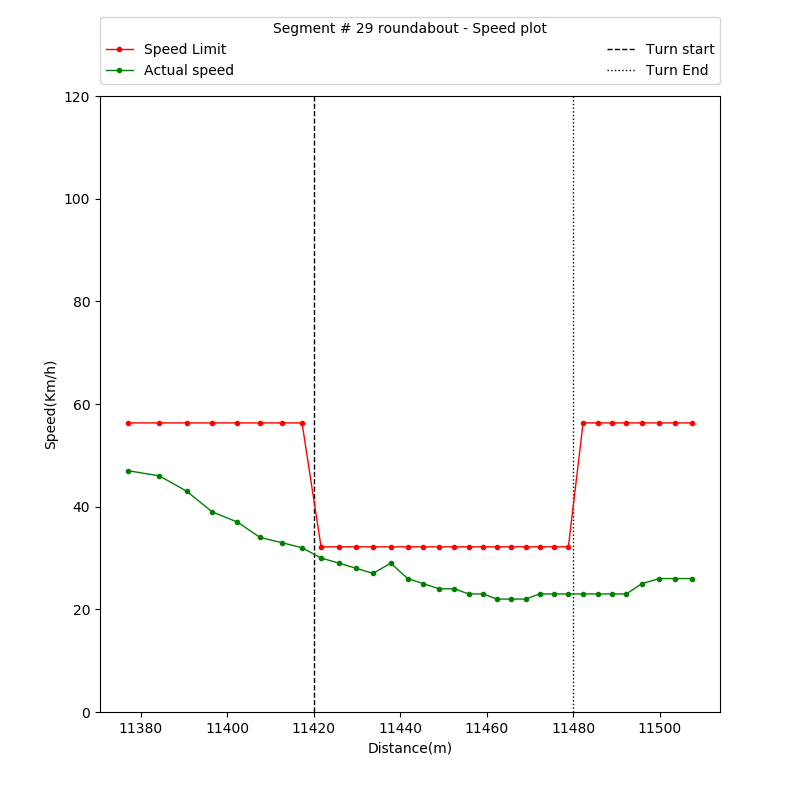 Segment # 29 roundabout - Speed plot
Speed Limit
Actual speed
Turn start
Turn End
120
100
80
60
40
20
0
Speed(Km/h)
11380 11400 11420 11440 11460 11480 11500
Distance(m)